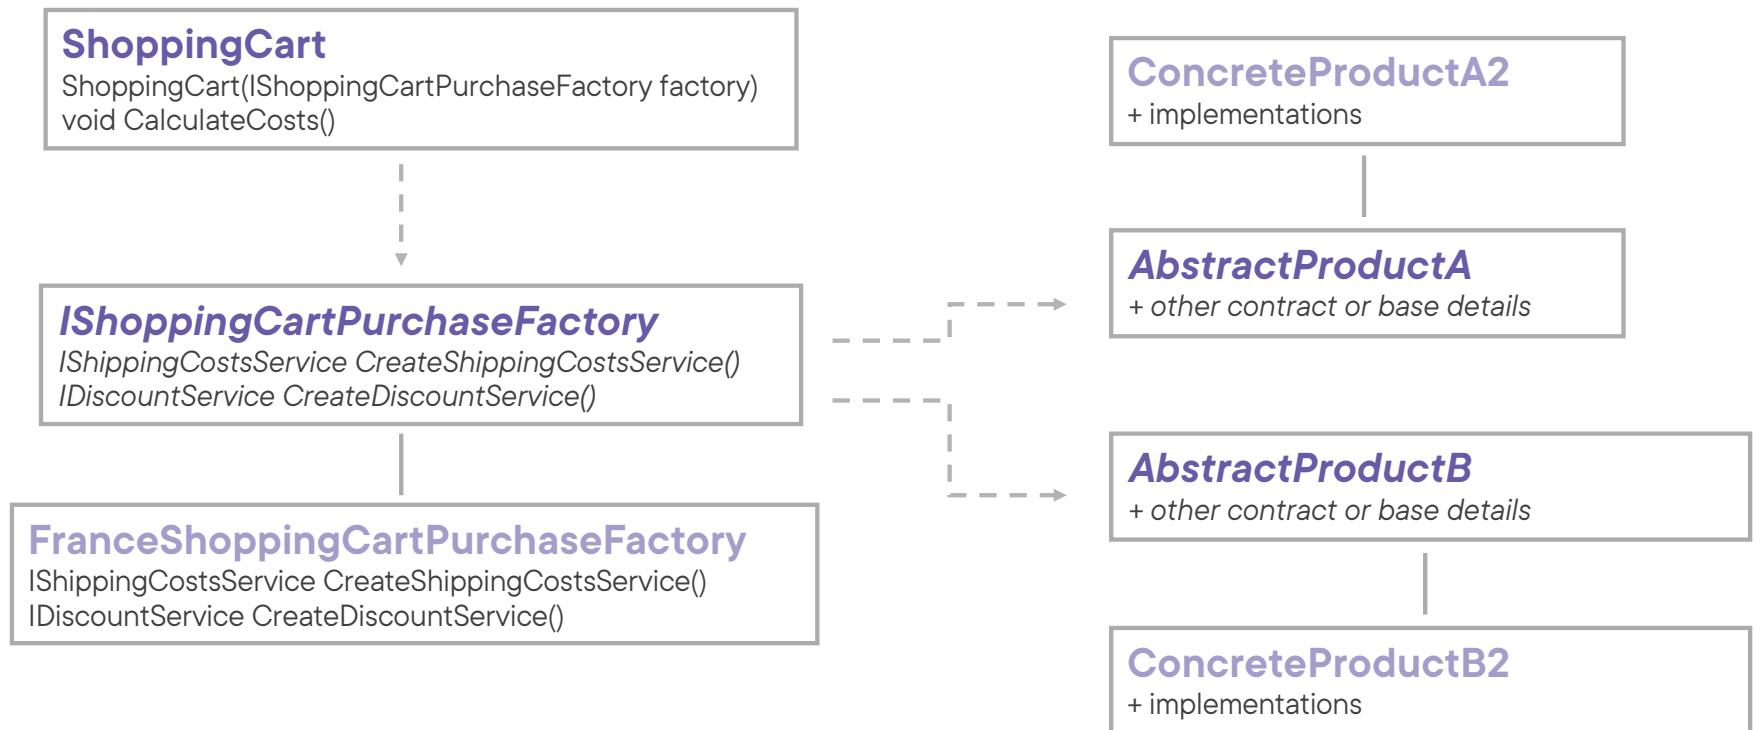 ShoppingCart
ShoppingCart(IShoppingCartPurchaseFactory factory)
void CalculateCosts()
IShoppingCartPurchaseFactory
IShippingCostsService CreateShippingCostsService()
IDiscountService CreateDiscountService()
FranceShoppingCartPurchaseFactory
IShippingCostsService CreateShippingCostsService()
IDiscountService CreateDiscountService()
ConcreteProductA2
+ implementations
AbstractProductA
+ other contract or base details
AbstractProductB
+ other contract or base details
ConcreteProductB2
+ implementations